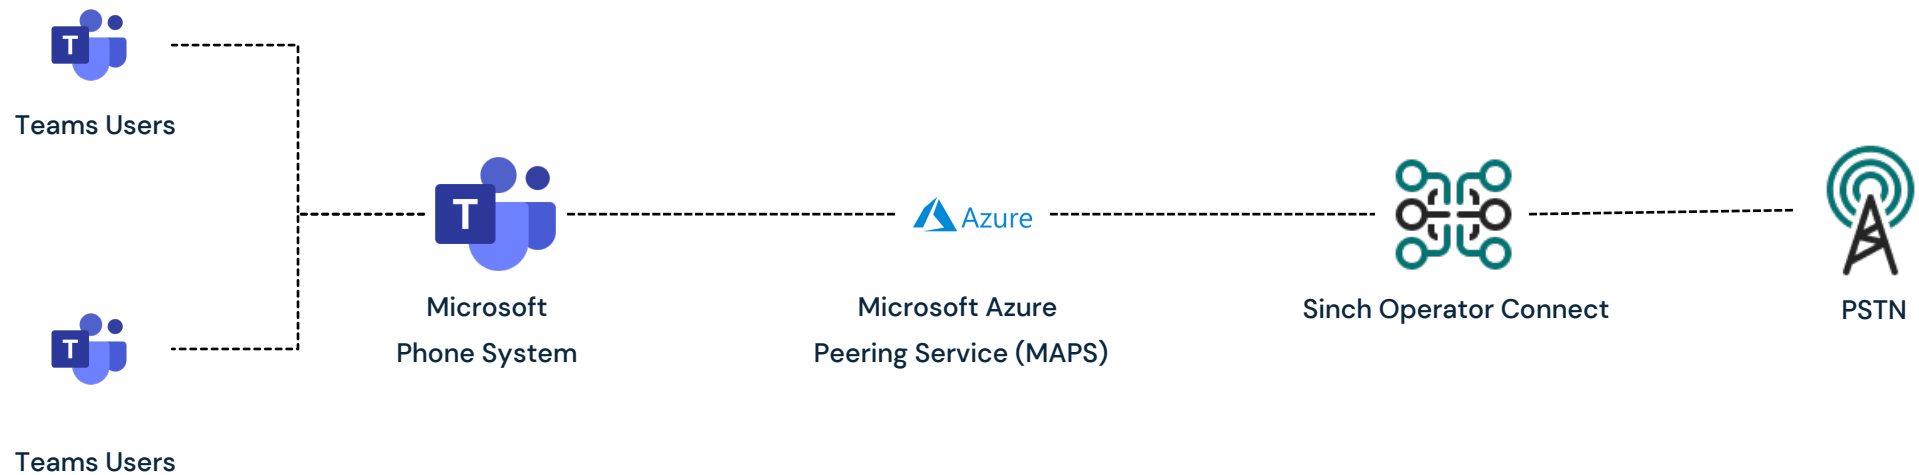 T
Teams Users
T
Microsoft
Phone System
Azure
Microsoft Azure
Peering Service (MAPS)
Sinch Operator Connect
PSTN
T
Teams Users